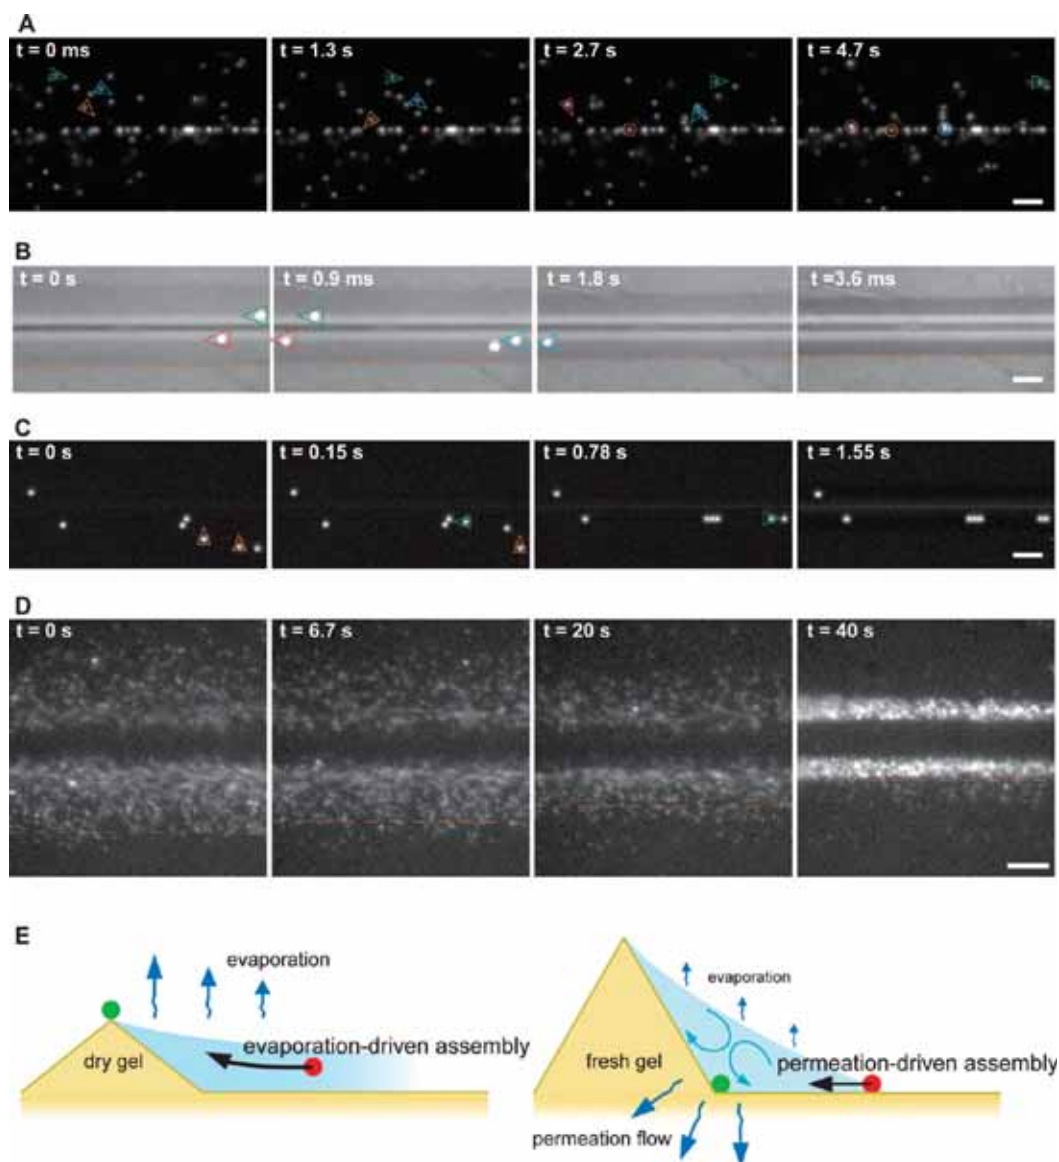 A
t = 0 ms
t = 1.3 s
t = 2.7 s
t = 4.7 s
B
t = 0 s
t = 0.9 ms
t = 1.8 s
t =3.6 ms
C
t = 0 s
t = 0.15 s
t = 0.78 s
t = 1.55 s
D
t = 0 s
t = 6.7 s
t = 20 s
t = 40 s
E
evaporation
evaporation-driven assembly
dry gel
evaporation
fresh gel
permeation-driven assembly
permeation flow